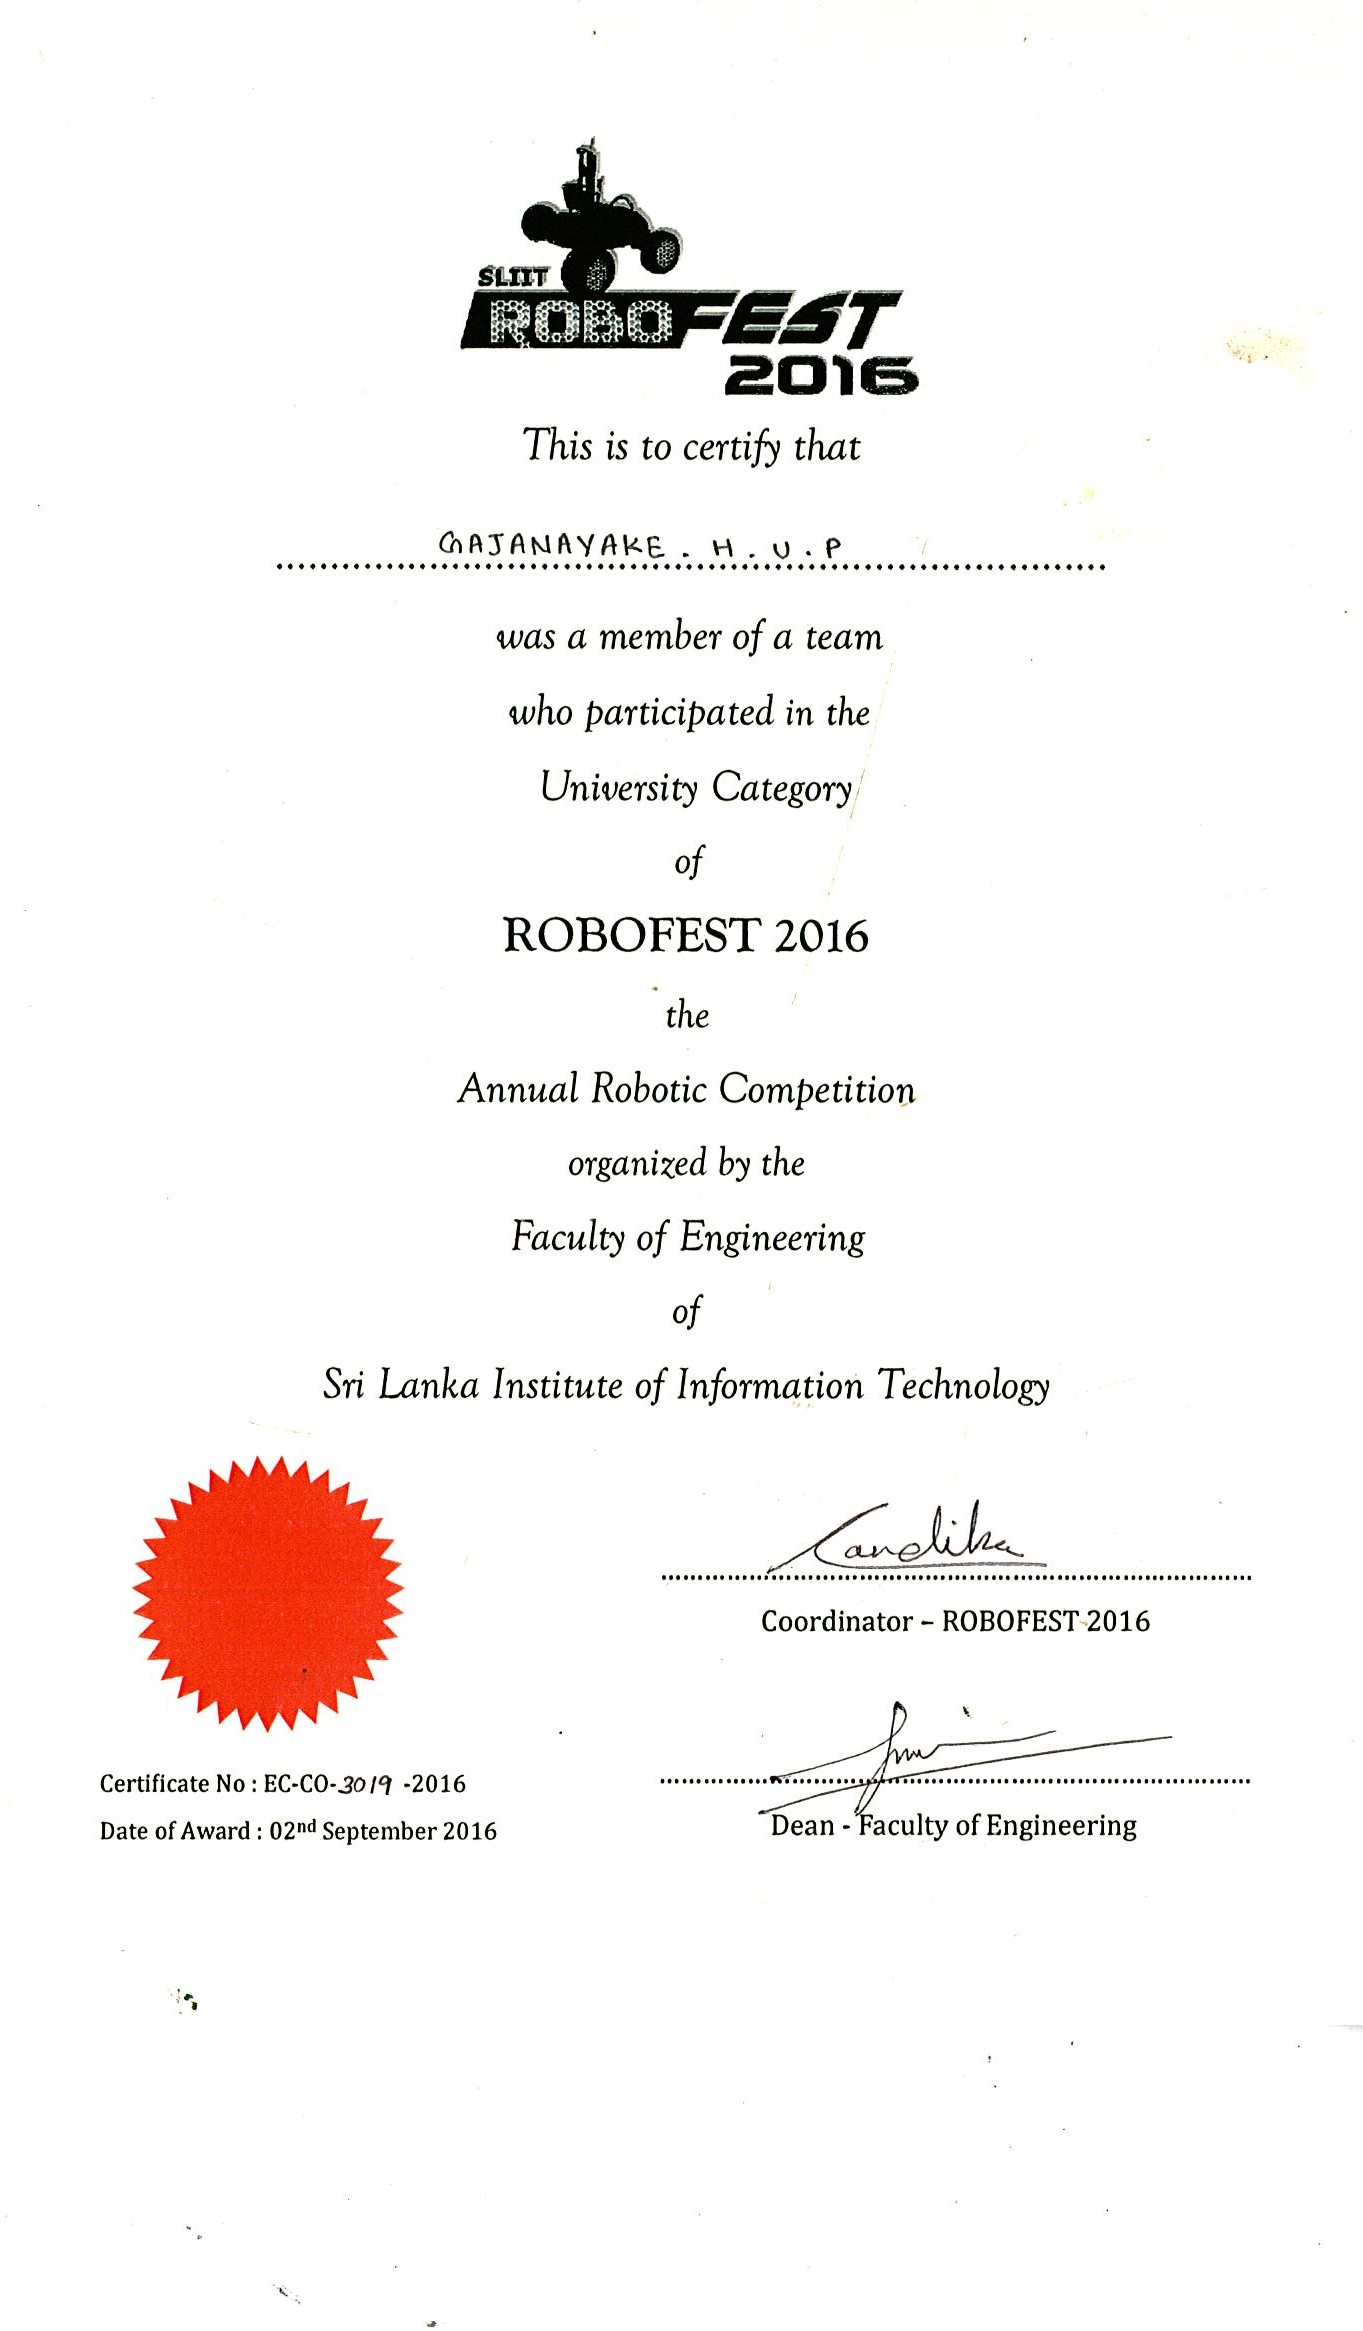 SLIIT
ROBOFEST
2016
This is to certify that
GAJANAYAKE . H . U . P
was a member of a team
who participated in the
University Category
of
ROBOFEST 2016
the
Annual Robotic Competition
organized by the
Faculty of Engineering
of
Sri Lanka Institute of Information Technology
Coordinator – ROBOFEST 2016
Certificate No : EC-CO-3019 -2016
Date of Award : 02nd September 2016
Dean - Faculty of Engineering